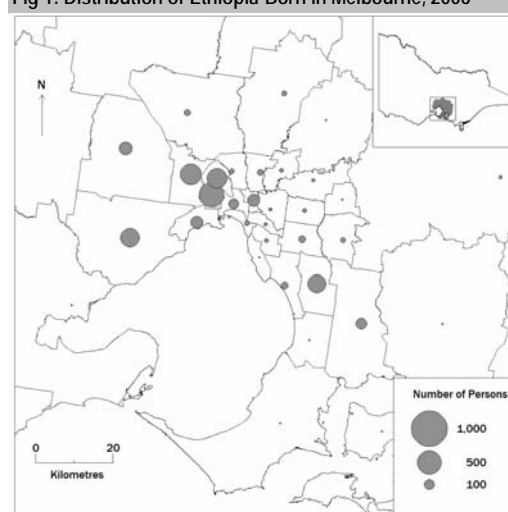 Fig 1: Distribution of Ethiopia-Born in Melbourne, 2006
N
Number of Persons
1,000
500
100
0 20
Kilometres